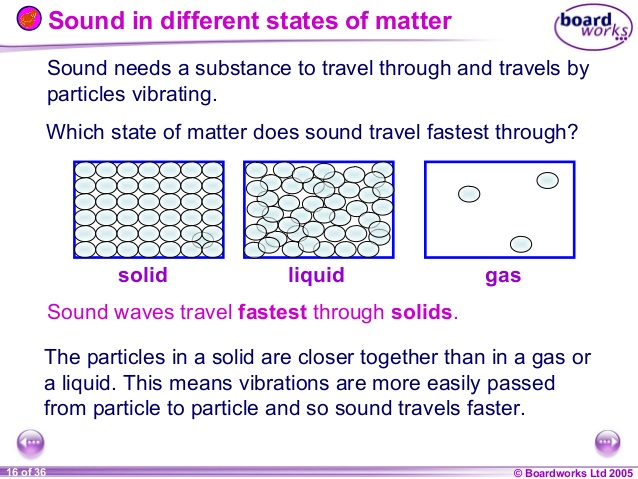 Sound in different states of matter
board
works
Sound needs a substance to travel through and travels by
particles vibrating.
Which state of matter does sound travel fastest through?
solid
liquid
gas
Sound waves travel fastest through solids.
The particles in a solid are closer together than in a gas or
a liquid. This means vibrations are more easily passed
from particle to particle and so sound travels faster.
16 of 36
© Boardworks Ltd 2005